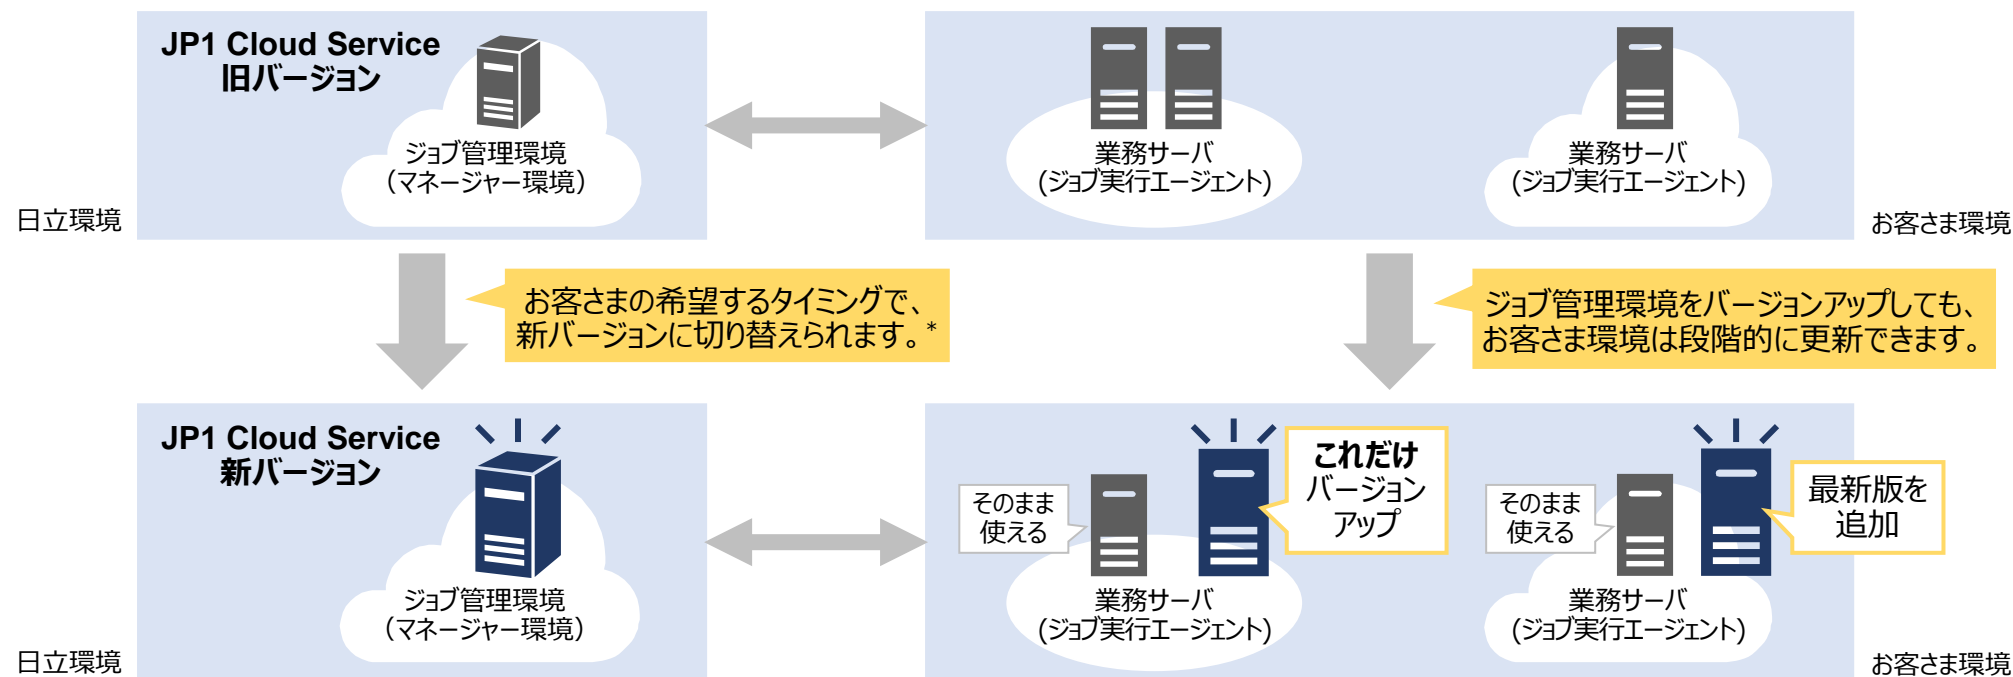 JP1 Cloud Service
旧バージョン
ジョブ管理環境
（マネージャー環境）
日立環境
業務サーバ
(ジョブ実行エージェント)
業務サーバ
(ジョブ実行エージェント)
お客さま環境
お客さまの希望するタイミングで、
新バージョンに切り替えられます。*
ジョブ管理環境をバージョンアップしても、
お客さま環境は段階的に更新できます。
JP1 Cloud Service
新バージョン
ジョブ管理環境
（マネージャー環境）
日立環境
そのまま
使える
これだけ
バージョン
アップ
業務サーバ
(ジョブ実行エージェント)
そのまま
使える
最新版を
追加
業務サーバ
(ジョブ実行エージェント)
お客さま環境